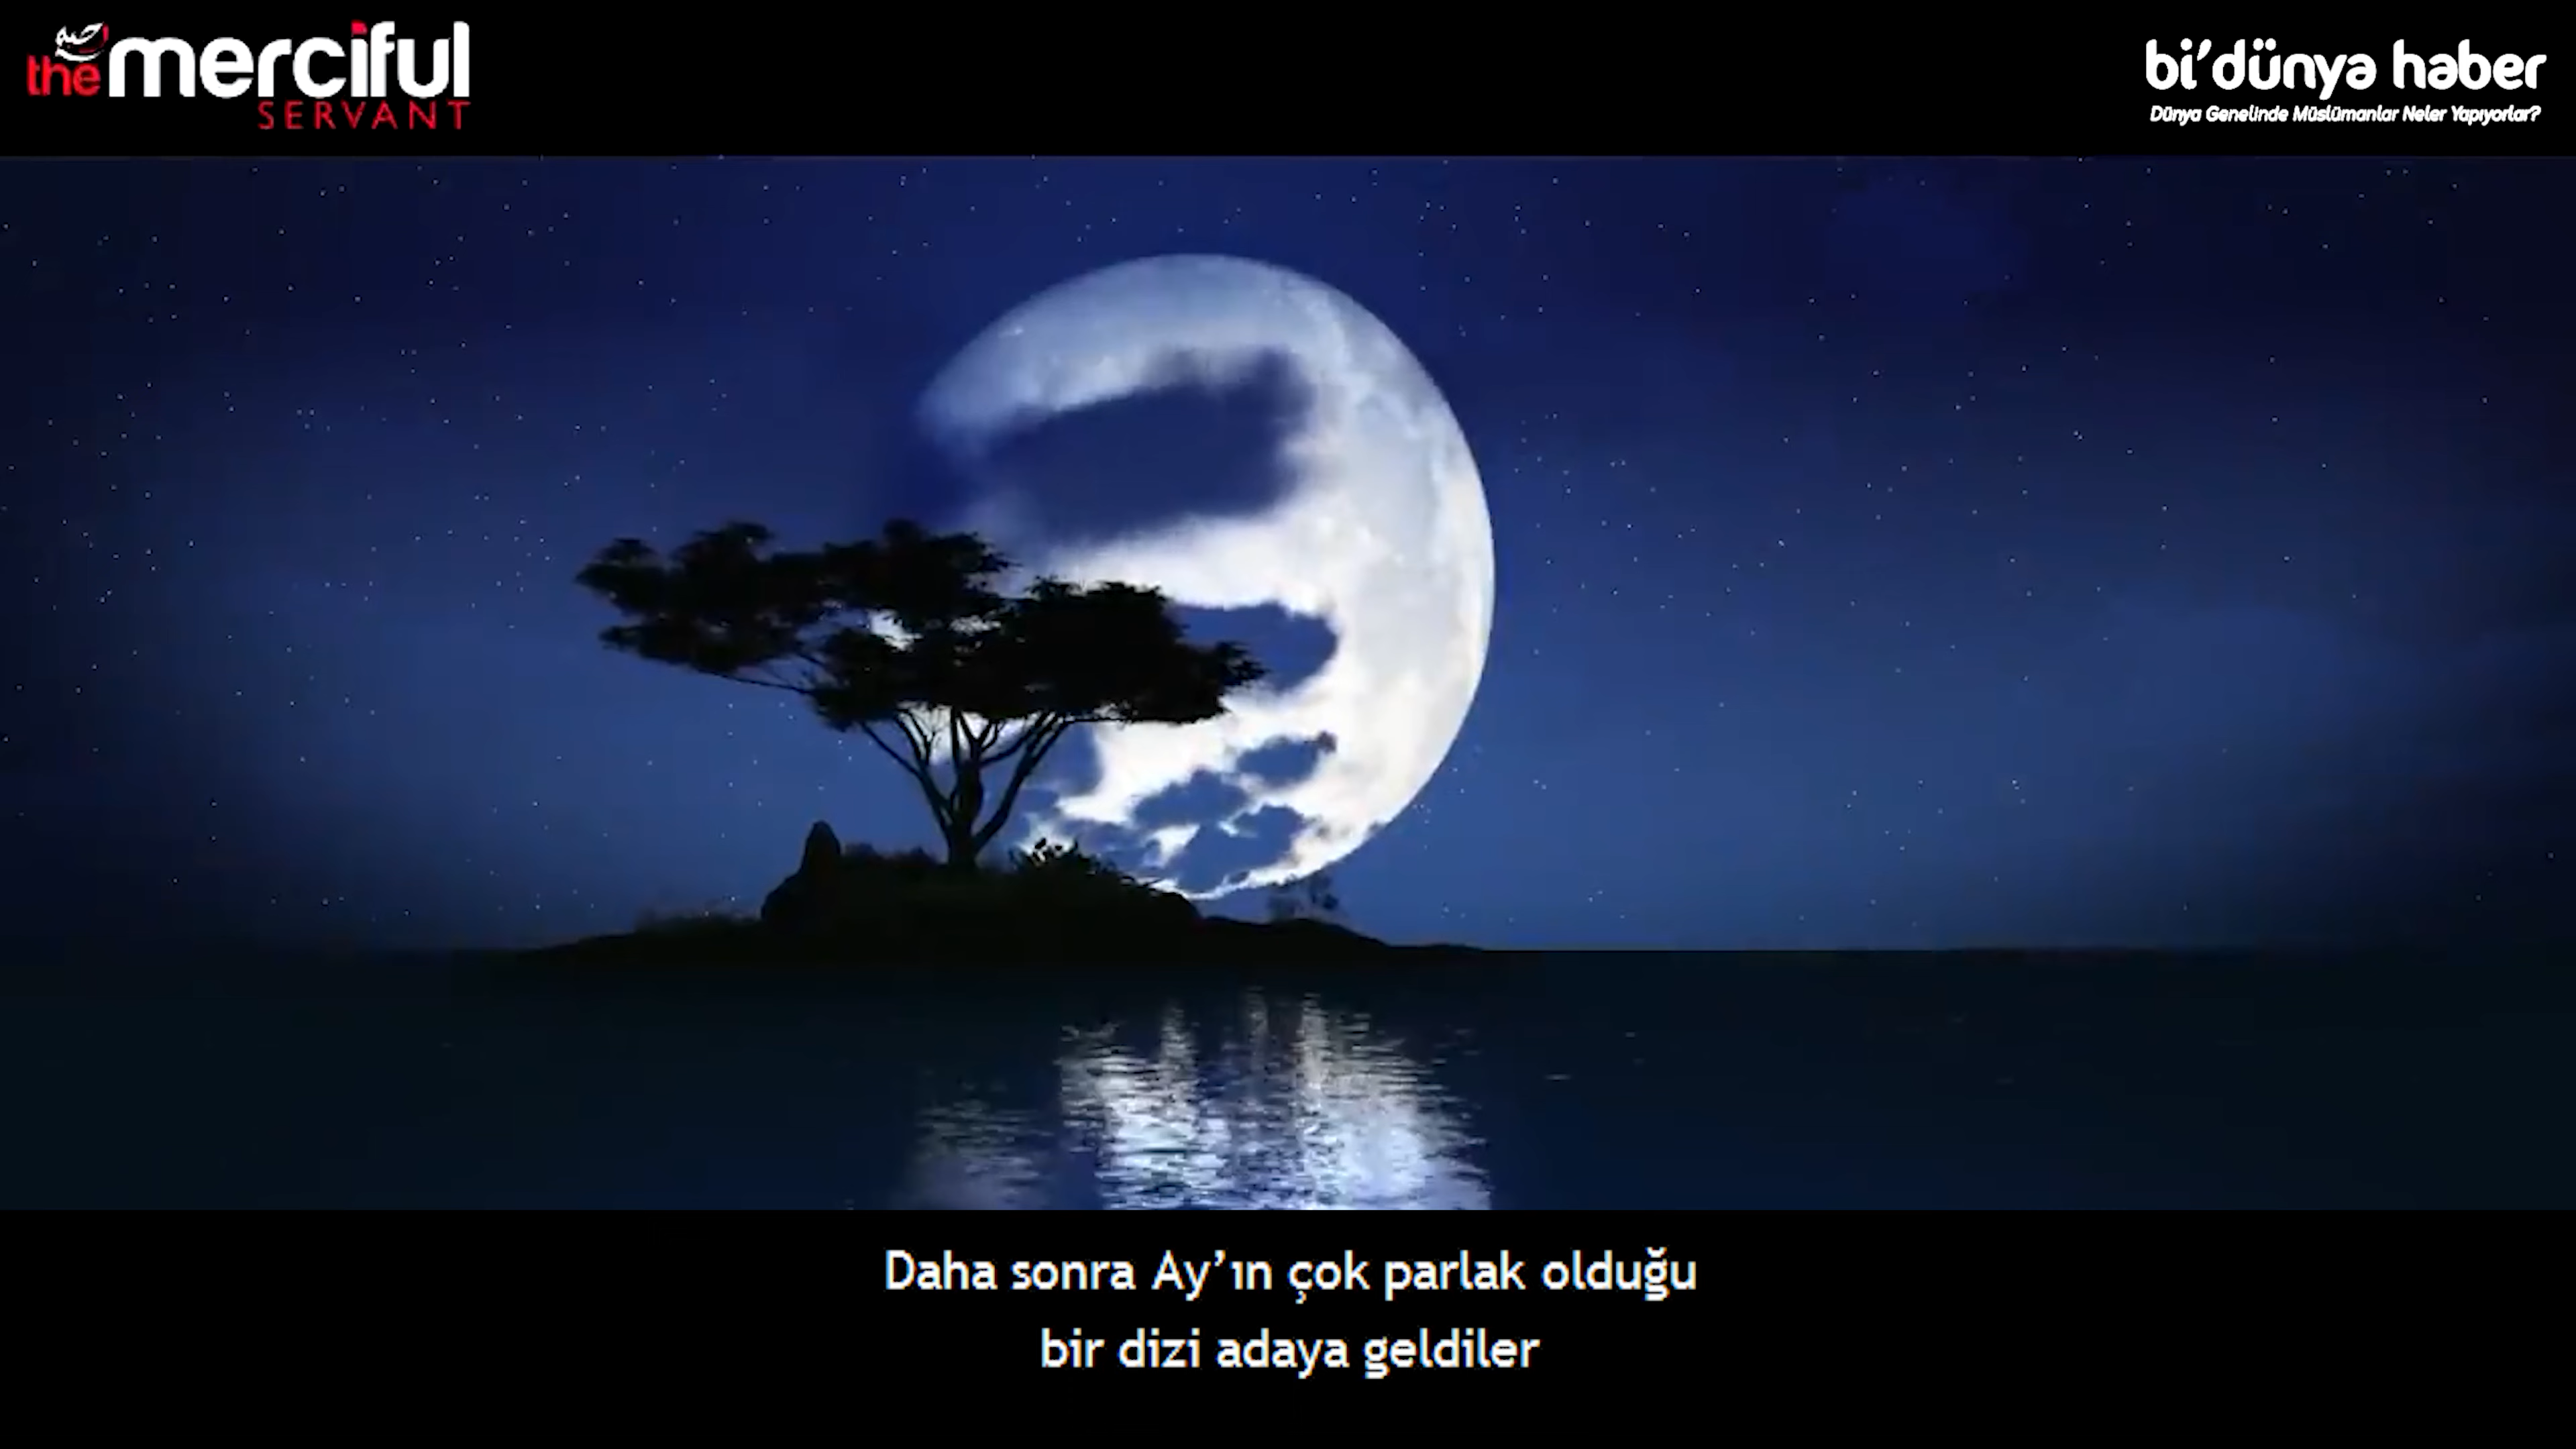 the merciful
SERVANT
bi'dünya haber
Dünya Genelinde Müslümanlar Neler Yapıyorlar?
Daha sonra Ay’ın çok parlak olduğu
bir dizi adaya geldiler